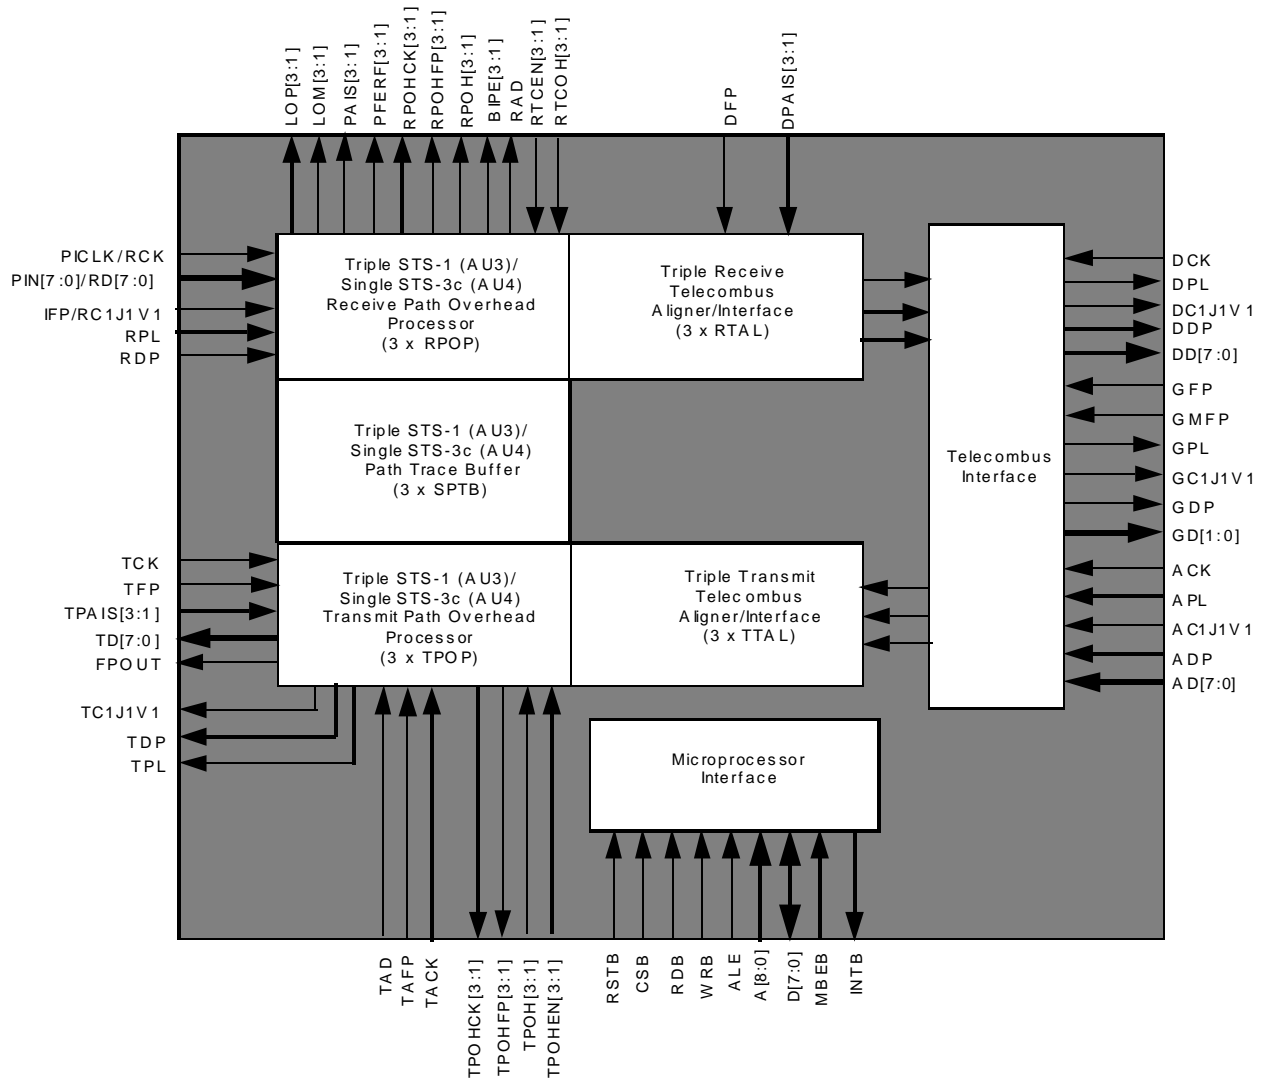 LOP[3:1]
LOM[3:1]
PAIS[3:1]
PFERF[3:1]
RPOHCK[3:1]
RPOHFP[3:1]
RPOH[3:1]
BIPE[3:1]
RAD
RTCEN[3:1]
RTCOH[3:1]
DFP
DPAIS[3:1]
PICLK/RCK
PIN[7:0]/RD[7:0]
IFP/RC1J1V1
RPL
RDP
Triple STS-1 (AU3)/
Single STS-3c (AU4)
Receive Path Overhead
Processor
(3 x RPOP)
Triple Receive
Telecombus
Aligner/Interface
(3 x RTAL)
Triple STS-1 (AU3)/
Single STS-3c (AU4)
Path Trace Buffer
(3 x SPTB)
Telecombus
Interface
DCK
DPL
DC1J1V1
DDP
DD[7:0]
GFP
GMFP
GPL
GC1J1V1
GDP
GD[1:0]
ACK
APL
AC1J1V1
ADP
AD[7:0]
TCK
TFP
TPAIS[3:1]
TD[7:0]
FPOUT
TC1J1V1
TDP
TPL
Triple STS-1 (AU3)/
Single STS-3c (AU4)
Transmit Path Overhead
Processor
(3 x TPOP)
Triple Transmit
Telecombus
Aligner/Interface
(3 x TTAL)
Microprocessor
Interface
TAD
TAFP
TACK
TPOHCK[3:1]
TPOHFP[3:1]
TPOH[3:1]
TPOHEN[3:1]
RSTB
CSB
RDB
WRB
ALE
A[8:0]
D[7:0]
MBEB
INTB